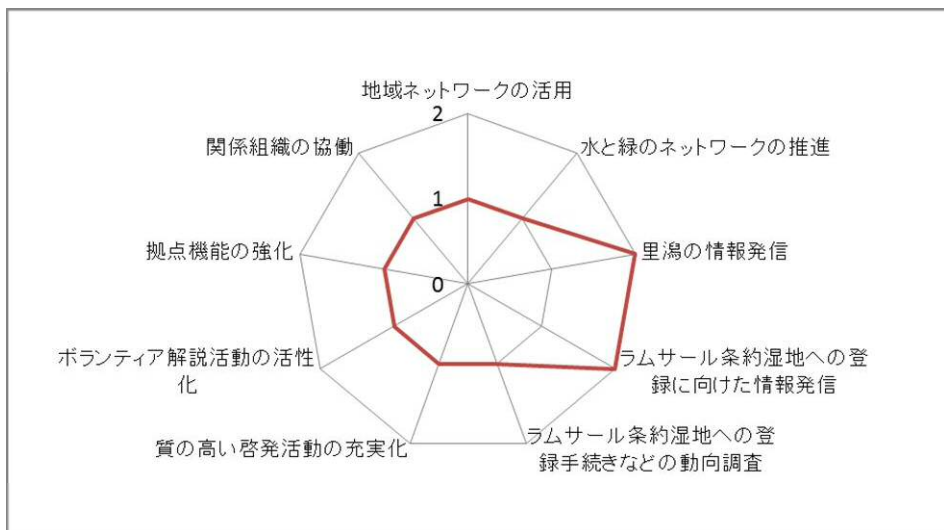 地域ネットワークの活用
2
関係組織の協働
水と緑のネットワークの推進
1
拠点機能の強化
里潟の情報発信
0
ボランティア解説活動の活性
化
ラムサール条約湿地への登
録に向けた情報発信
質の高い啓発活動の充実化
ラムサール条約湿地への登
録手続きなどの動向調査